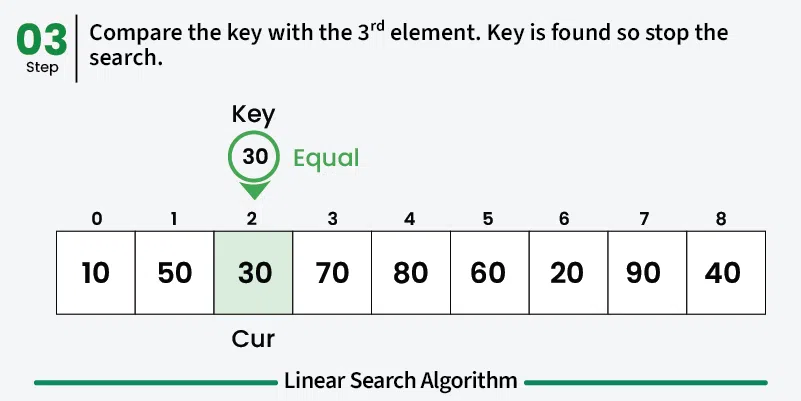 03
Step
Compare the key with the 3rd element. Key is found so stop the
search.
Key
30
Equal
0 1 2 3 4 5 6 7 8
10 50 30 70 80 60 20 90 40
Cur
Linear Search Algorithm